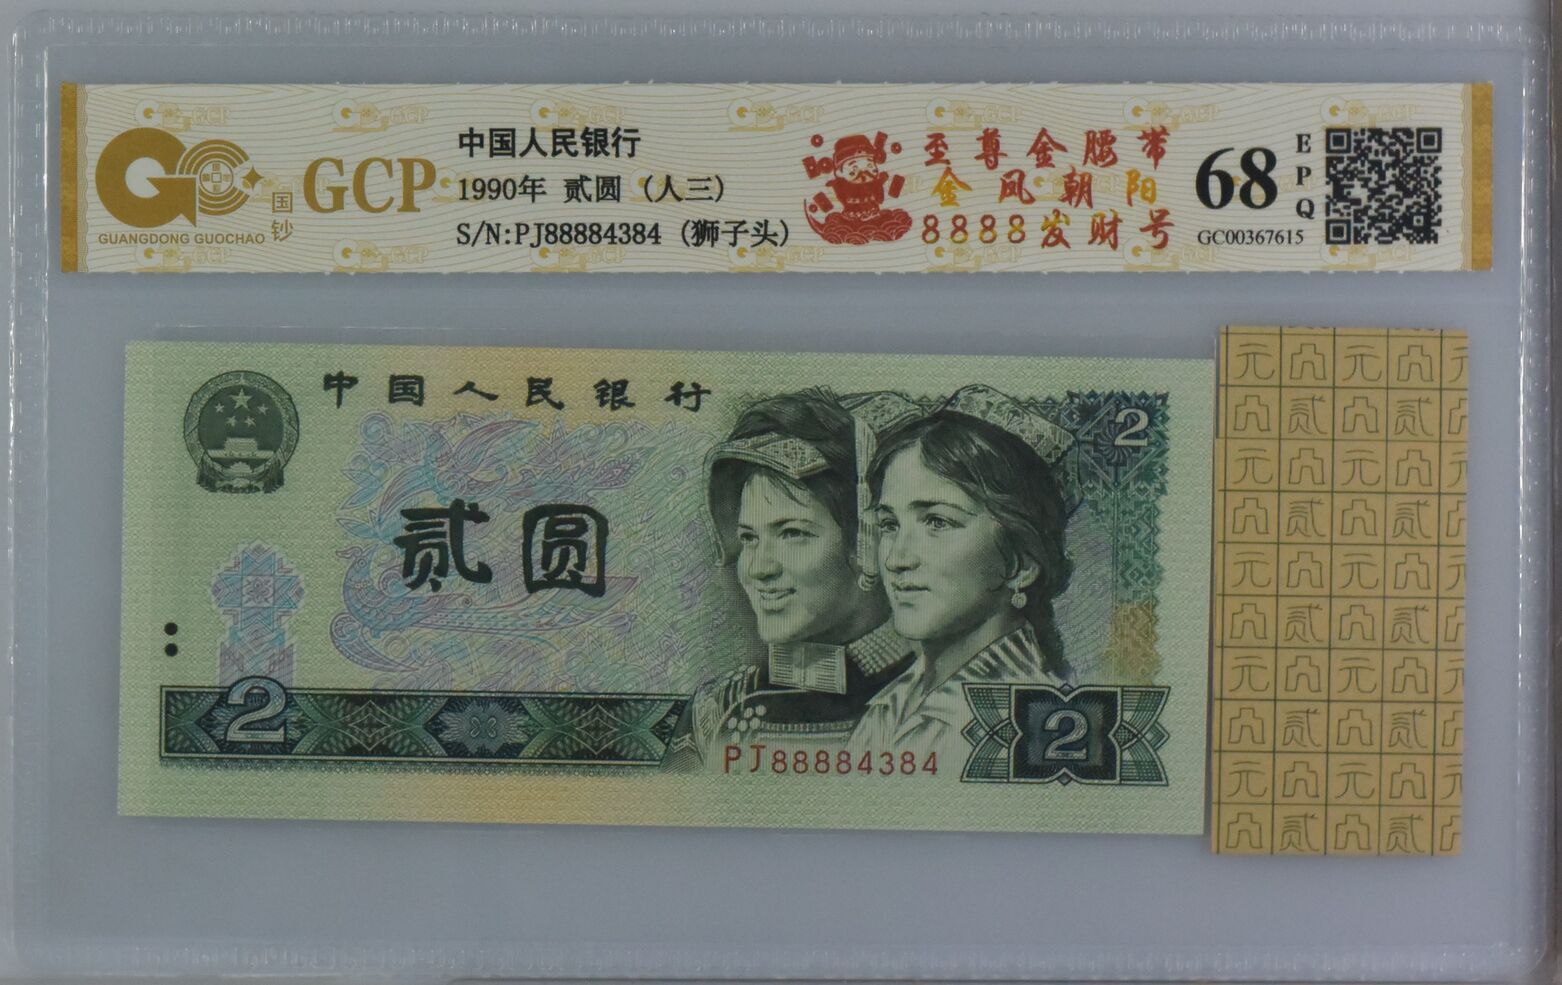 GCP
国钞
GUANGDONG GUOCHAO
中国人民银行
1990年 贰圆 (人三)
S/N:PJ88884384 (狮子头)
至尊金腰带
金凤朝阳
8888发财号
68
EPQ
GC00367615
中国人民银行
2
贰圆
2
PJ88884384
2